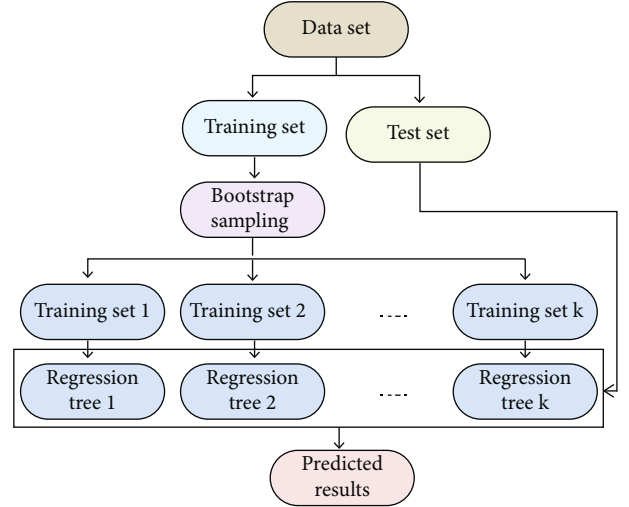 Data set
Training set
Test set
Bootstrap
sampling
Training set 1
Training set 2
....
Training set k
Regression
tree 1
Regression
tree 2
....
Regression
tree k
Predicted
results